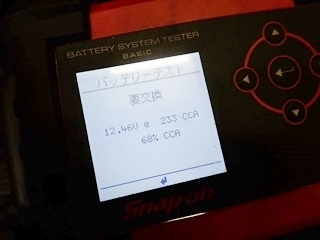 BATTERY SYSTEM TESTER
BASIC
バッテリーテスト
要交換
12.46V @ 233 CCA
68% CCA
Snap-on